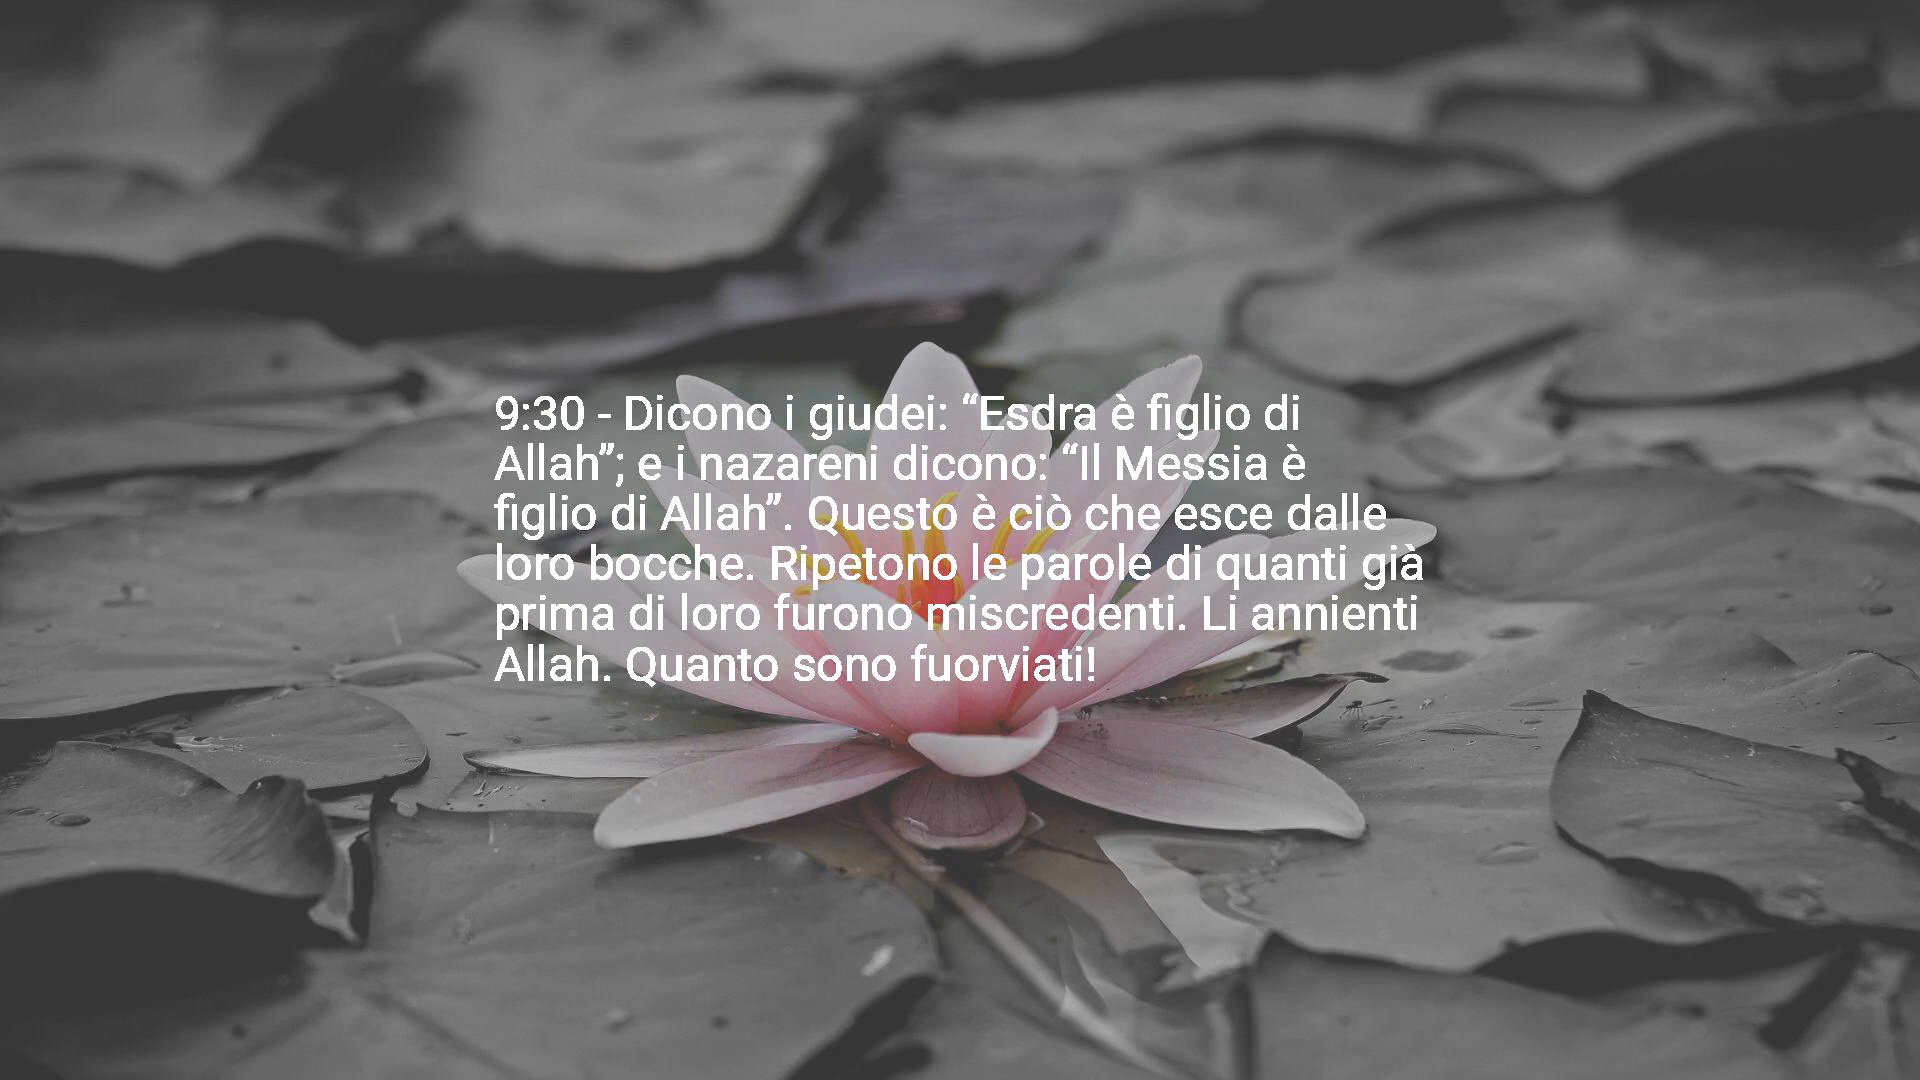 9:30 - Dicono i giudei: “Esdra è figlio di
Allah”; e i nazareni dicono: “Il Messia è
figlio di Allah”. Questo è ciò che esce dalle
loro bocche. Ripetono le parole di quanti già
prima di loro furono miscredenti. Li annienti
Allah. Quanto sono fuorviati!